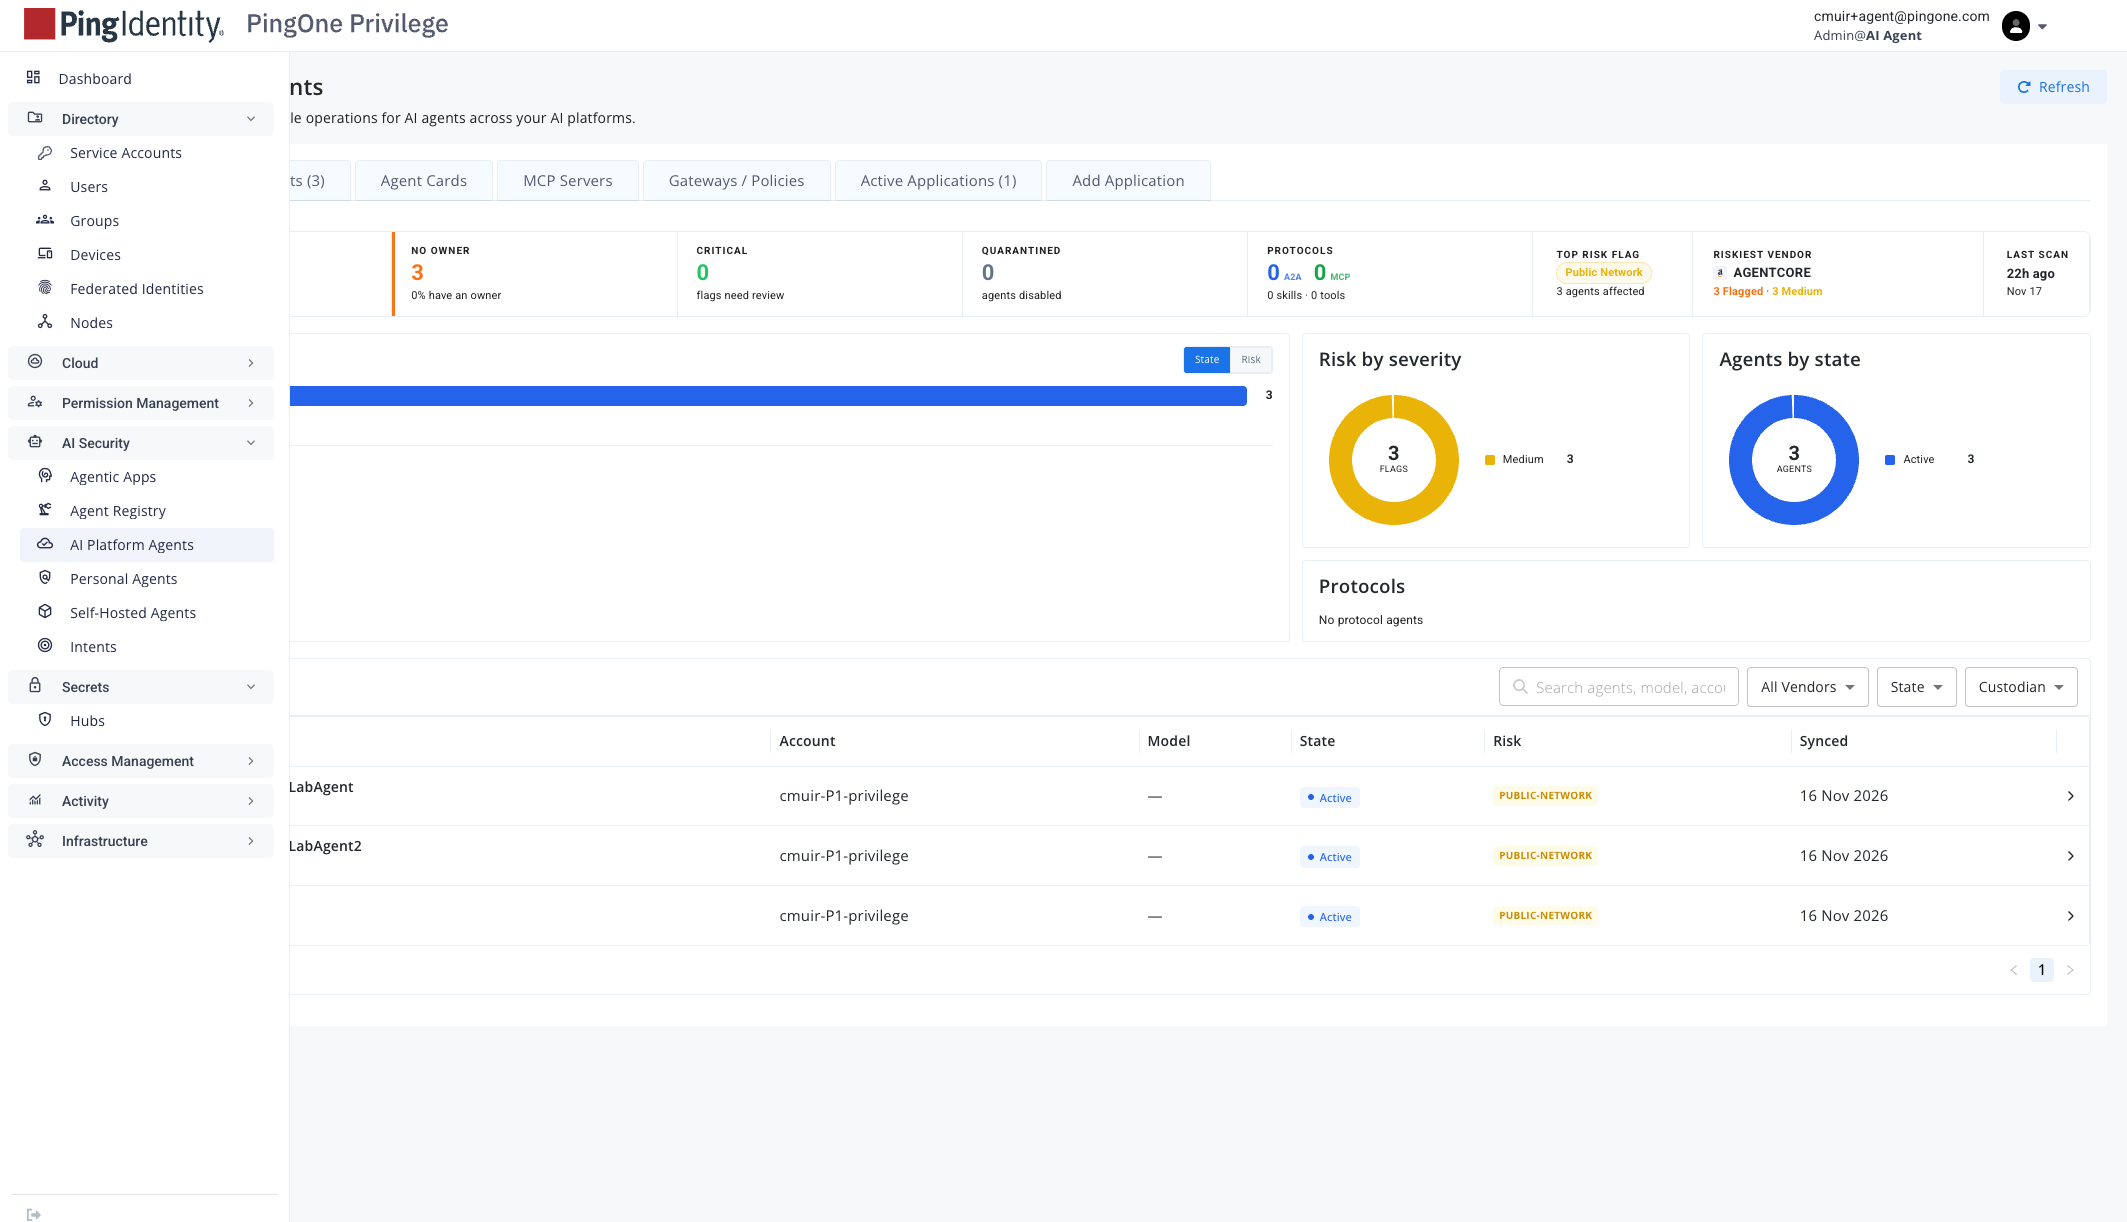 PingIdentity. PingOne Privilege
cmuir+agent@pingone.com
Admin@AI Agent
Dashboard
Directory
Service Accounts
Users
Groups
Devices
Federated Identities
Nodes
Cloud
Permission Management
AI Security
Agentic Apps
Agent Registry
AI Platform Agents
Personal Agents
Self-Hosted Agents
Intents
Secrets
Hubs
Access Management
Activity
Infrastructure
nts
Refresh
le operations for AI agents across your AI platforms.
ts (3)
Agent Cards
MCP Servers
Gateways / Policies
Active Applications (1)
Add Application
NO OWNER
3
0% have an owner
CRITICAL
0
flags need review
QUARANTINED
0
agents disabled
PROTOCOLS
0 A2A 0 MCP
0 skills · 0 tools
TOP RISK FLAG
Public Network
3 agents affected
RISKIEST VENDOR
a AGENTCORE
3 Flagged · 3 Medium
LAST SCAN
22h ago
Nov 17
State Risk
3
Risk by severity
3
FLAGS
Medium 3
Agents by state
3
AGENTS
Active 3
Protocols
No protocol agents
Search agents, model, accou
All Vendors
State
Custodian
Account Model State Risk Synced
LabAgent
cmuir-P1-privilege — Active PUBLIC-NETWORK 16 Nov 2026
LabAgent2
cmuir-P1-privilege — Active PUBLIC-NETWORK 16 Nov 2026
cmuir-P1-privilege — Active PUBLIC-NETWORK 16 Nov 2026
1